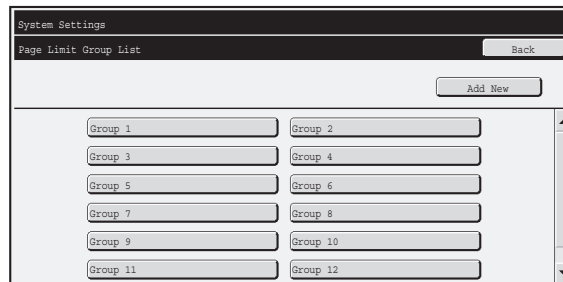 System Settings
Page Limit Group List Back
Add New
Group 1 Group 2
Group 3 Group 4
Group 5 Group 6
Group 7 Group 8
Group 9 Group 10
Group 11 Group 12